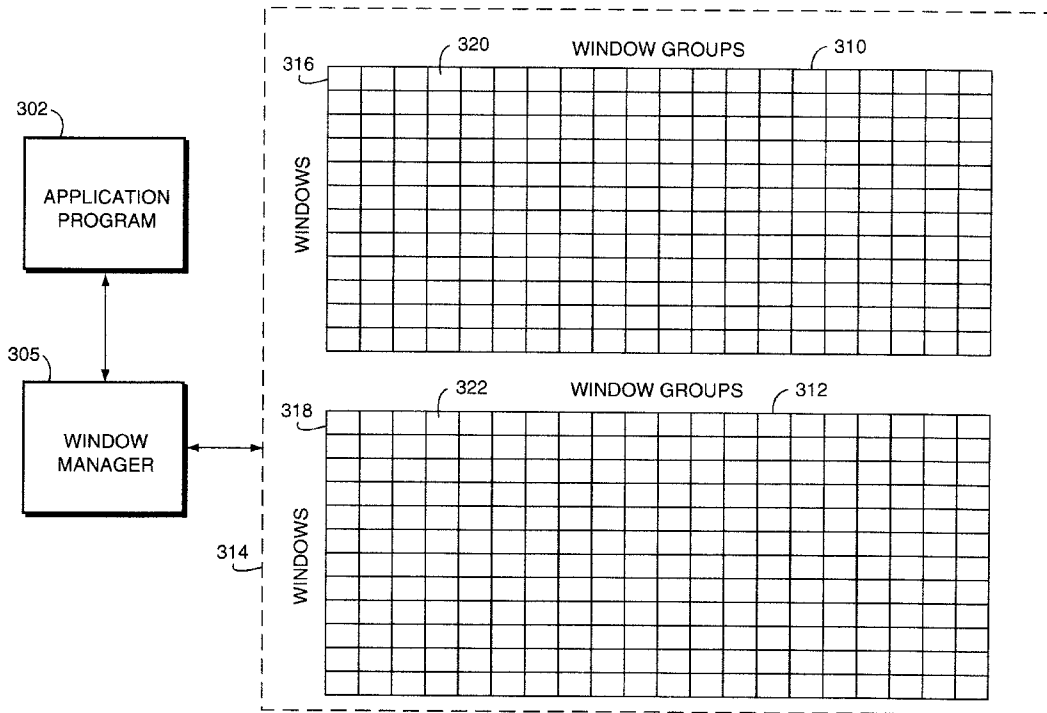 302
APPLICATION
PROGRAM
305
WINDOW
MANAGER
314
320
WINDOW GROUPS
310
316
WINDOWS
322
WINDOW GROUPS
312
318
WINDOWS